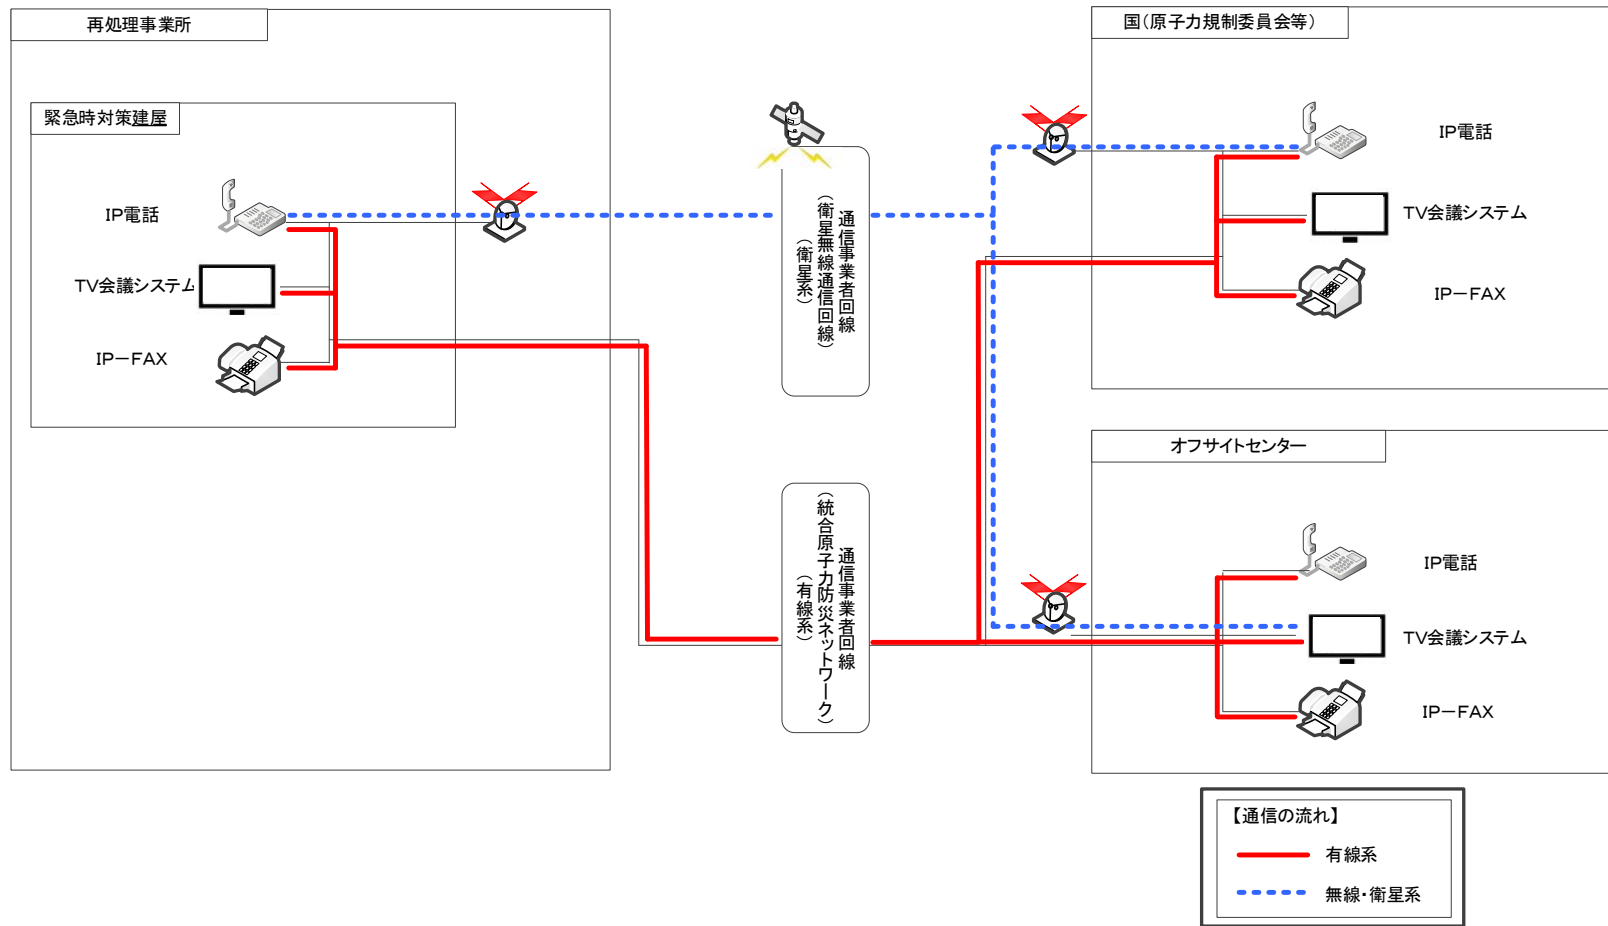 再処理事業所
緊急時対策建屋
IP電話
TV会議システム
IP－FAX
通信事業者回線
（衛星無線通信回線）
（衛星系）
通信事業者回線
（統合原子力防災ネットワーク）
（有線系）
国（原子力規制委員会等）
IP電話
TV会議システム
IP－FAX
オフサイトセンター
IP電話
TV会議システム
IP－FAX
【通信の流れ】
有線系
無線・衛星系